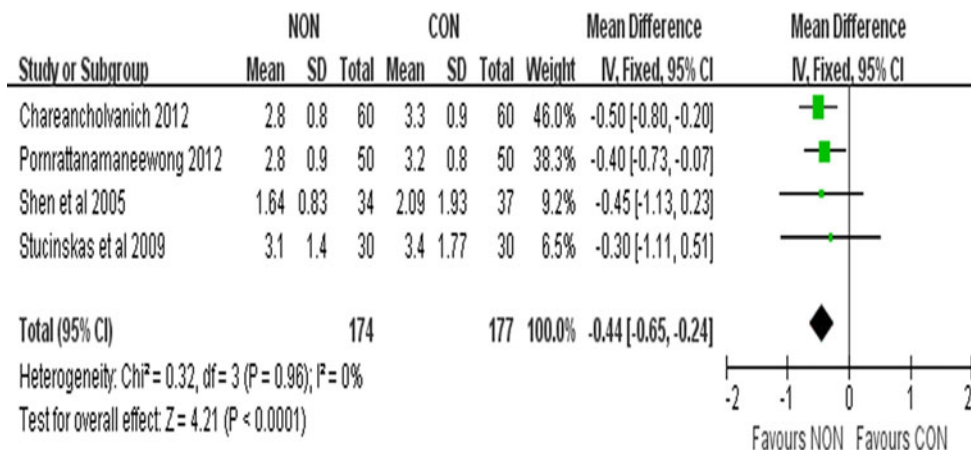 NON CON Mean Difference Mean Difference
Study or Subgroup Mean SD Total Mean SD Total Weight IV, Fixed, 95% CI IV, Fixed, 95% CI
Chareancholvanich 2012 2.8 0.8 60 3.3 0.9 60 46.0% -0.50 [-0.80, -0.20]
Pornrattanamaneewong 2012 2.8 0.9 50 3.2 0.8 50 38.3% -0.40 [-0.73, -0.07]
Shen et al 2005 1.64 0.83 34 2.09 1.93 37 9.2% -0.45 [-1.13, 0.23]
Stucinskas et al 2009 3.1 1.4 30 3.4 1.77 30 6.5% -0.30 [-1.11, 0.51]
Total (95% CI) 174 177 100.0% -0.44 [-0.65, -0.24]
Heterogeneity: Chi² = 0.32, df = 3 (P = 0.96); I² = 0%
Test for overall effect: Z = 4.21 (P < 0.0001)
-2 -1 0 1 2
Favours NON Favours CON